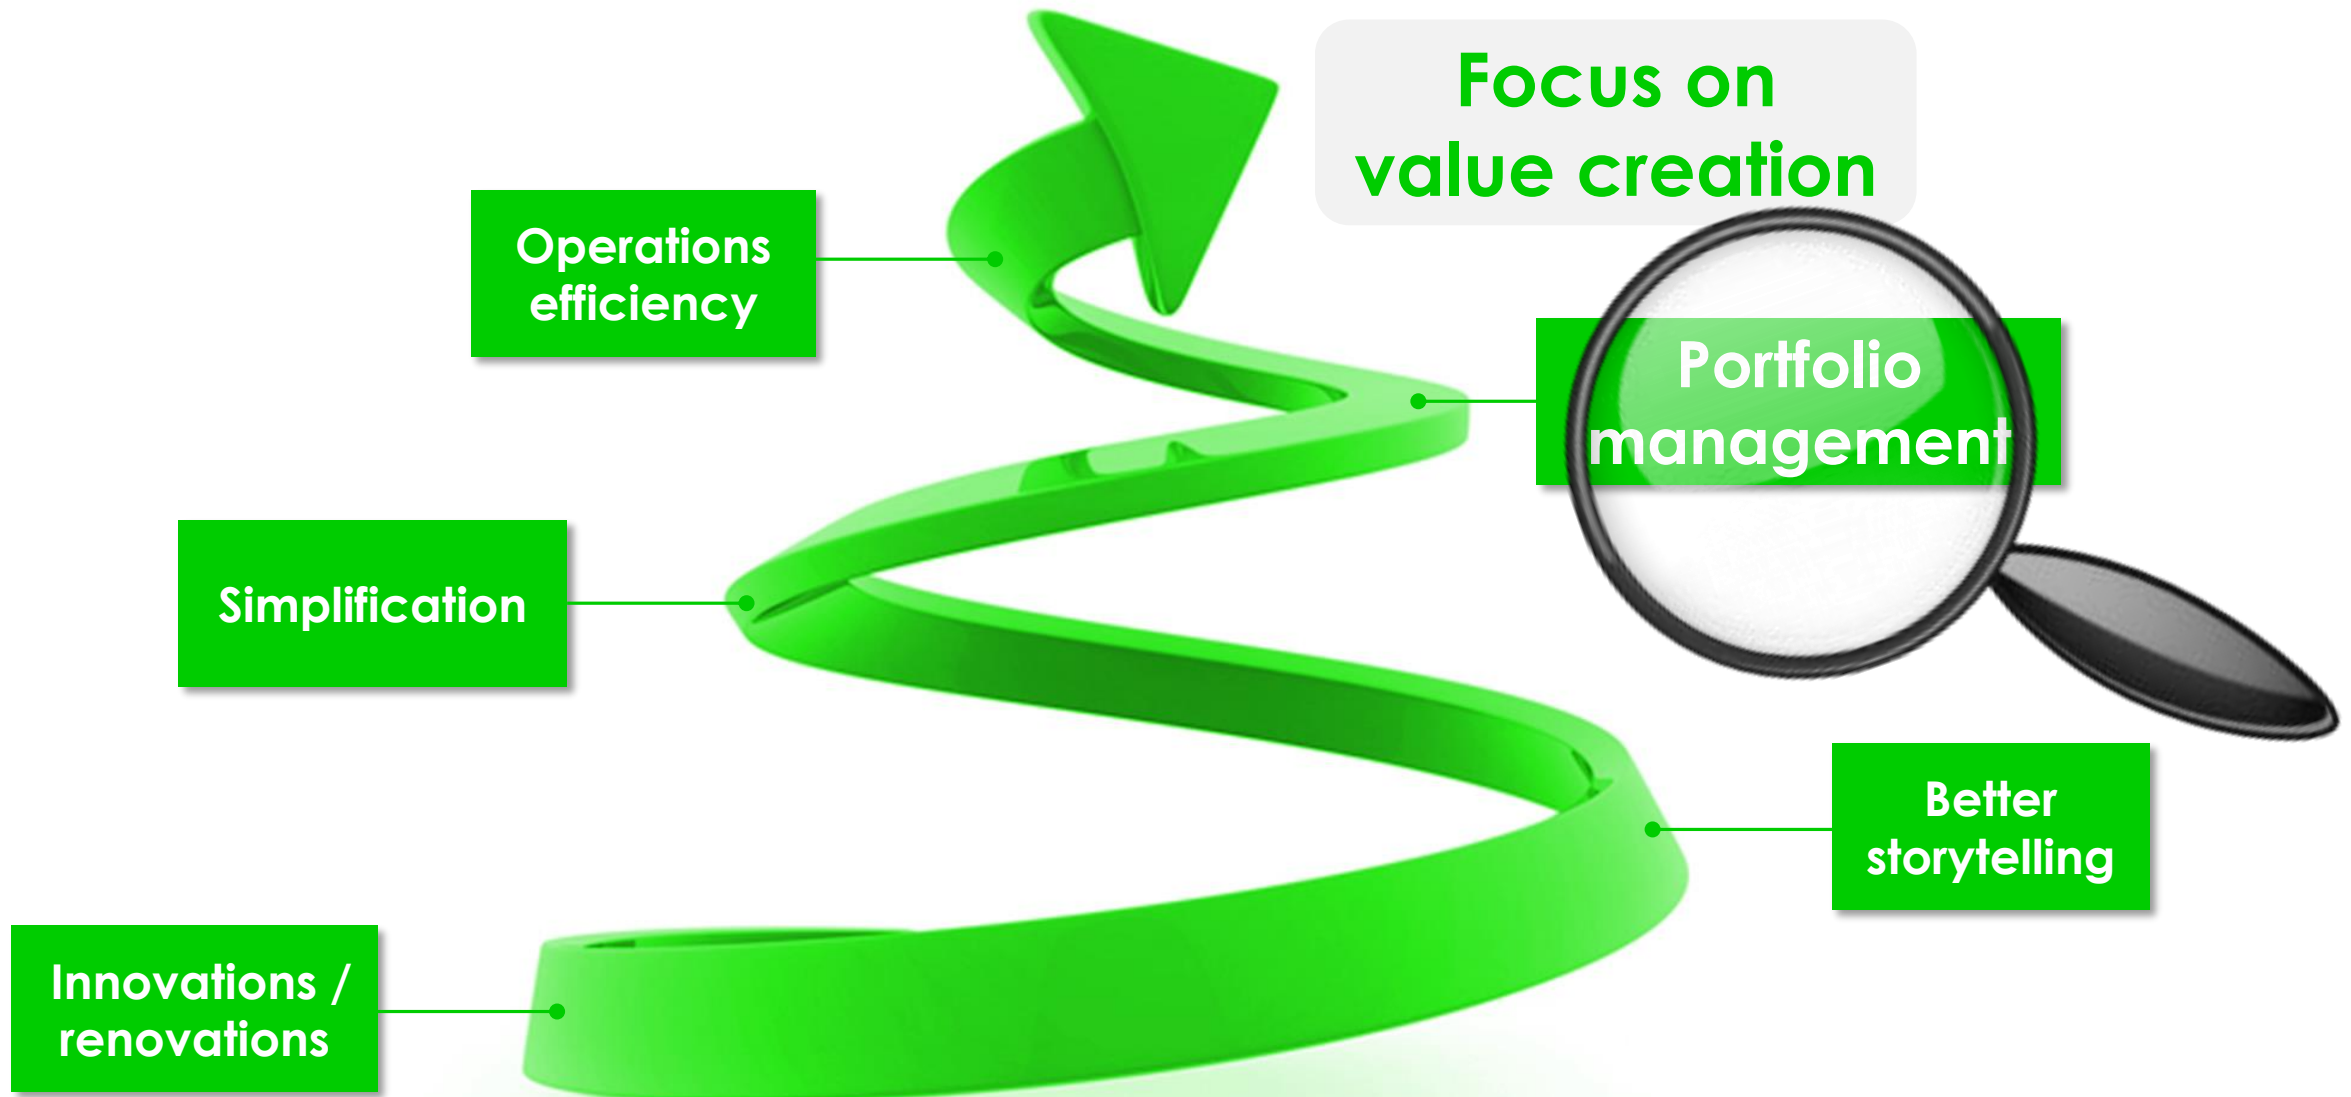 Focus on
value creation
Operations
efficiency
Portfolio
management
Simplification
Better
storytelling
Innovations /
renovations